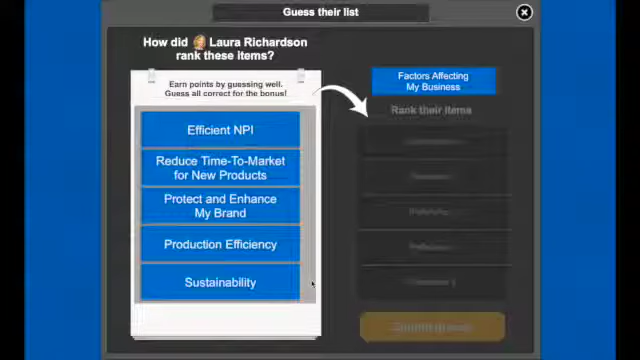 Guess their list
How did Laura Richardson
rank these items?
Earn points by guessing well.
Guess all correct for the bonus!
Efficient NPI
Reduce Time-To-Market
for New Products
Protect and Enhance
My Brand
Production Efficiency
Sustainability
Factors Affecting
My Business
Rank their items